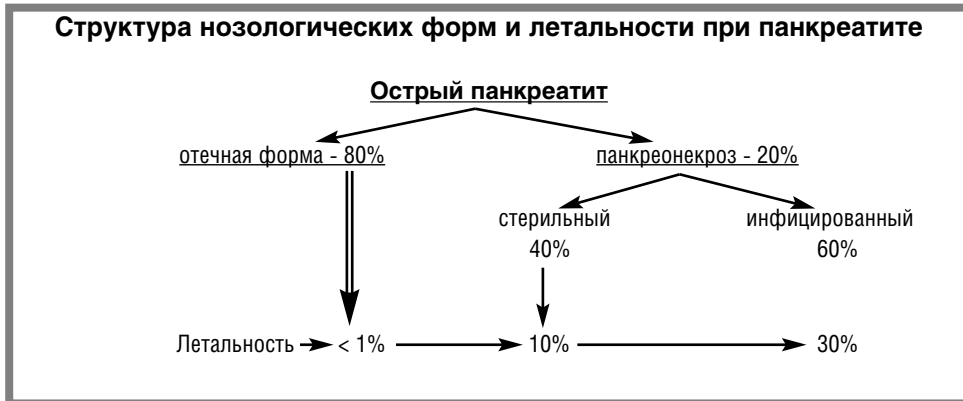 Структура нозологических форм и летальности при панкреатите
Острый панкреатит
отечная форма - 80% панкреонекроз - 20%
стерильный инфицированный
40% 60%
Летальность < 1% 10% 30%